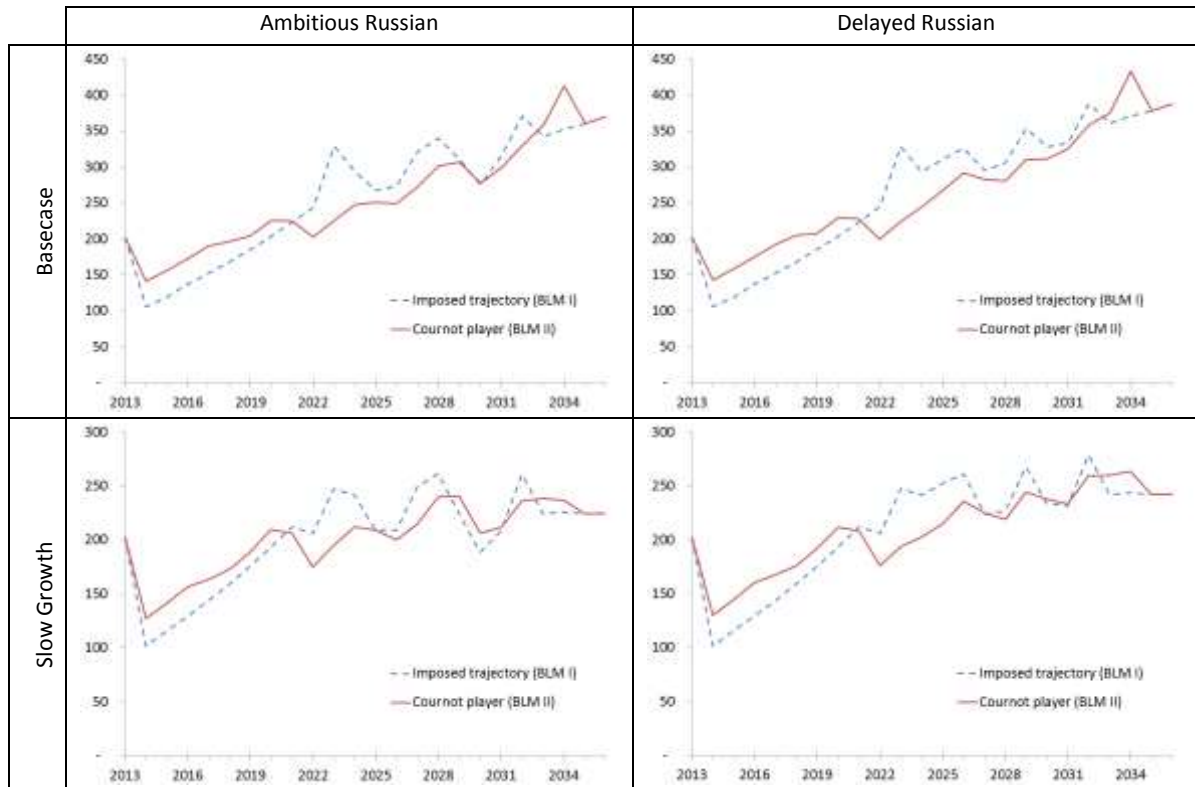 Ambitious Russian
Delayed Russian
Basecase
450
400
350
300
250
200
150
100
50
-
2013 2016 2019 2022 2025 2028 2031 2034
Imposed trajectory (BLM I)
Cournot player (BLM II)
450
400
350
300
250
200
150
100
50
-
2013 2016 2019 2022 2025 2028 2031 2034
Imposed trajectory (BLM I)
Cournot player (BLM II)
Slow Growth
300
250
200
150
100
50
-
2013 2016 2019 2022 2025 2028 2031 2034
Imposed trajectory (BLM I)
Cournot player (BLM II)
300
250
200
150
100
50
-
2013 2016 2019 2022 2025 2028 2031 2034
Imposed trajectory (BLM I)
Cournot player (BLM II)